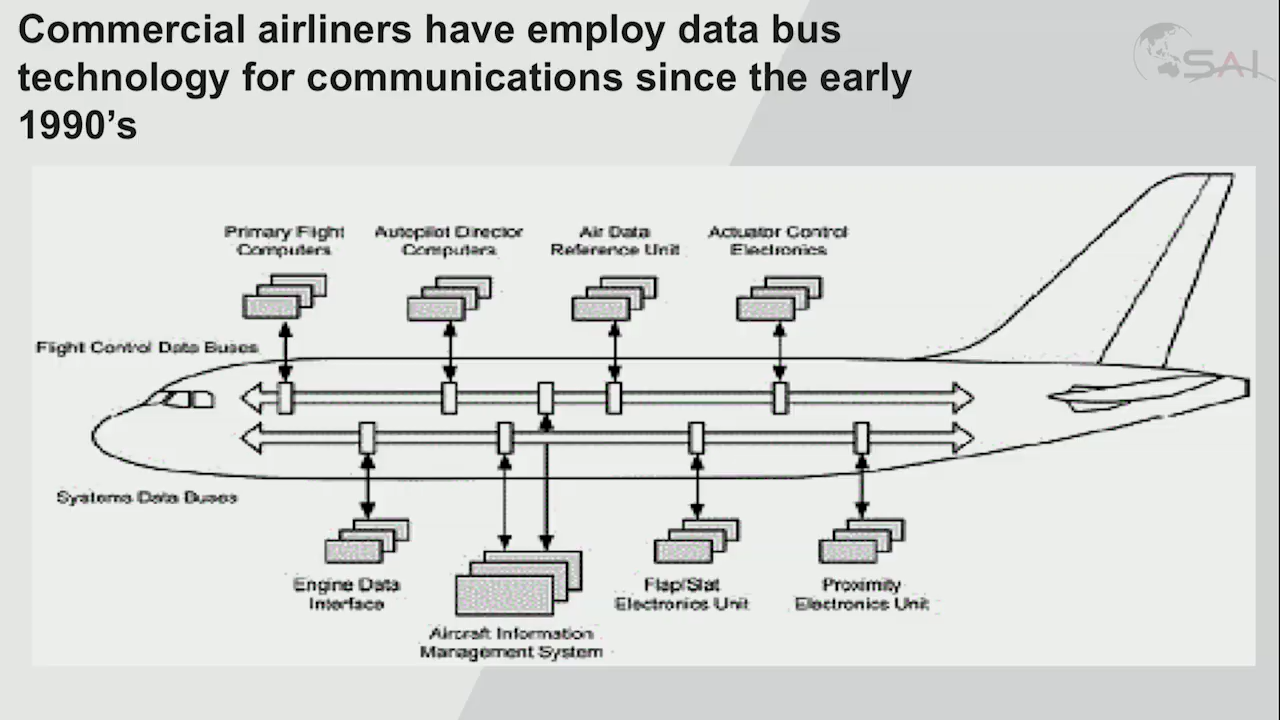 Commercial airliners have employ data bus
technology for communications since the early
1990’s
SAI
Primary Flight
Computers
Autopilot Director
Computers
Air Data
Reference Unit
Actuator Control
Electronics
Flight Control Data Buses
Systems Data Buses
Engine Data
Interface
Aircraft Information
Management System
Flap/Slat
Electronics Unit
Proximity
Electronics Unit